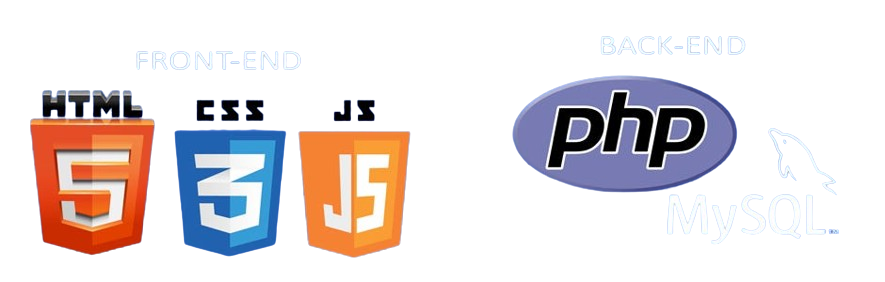 FRONT-END
HTML
CSS
JS
5
3
JS
BACK-END
php
MySQL